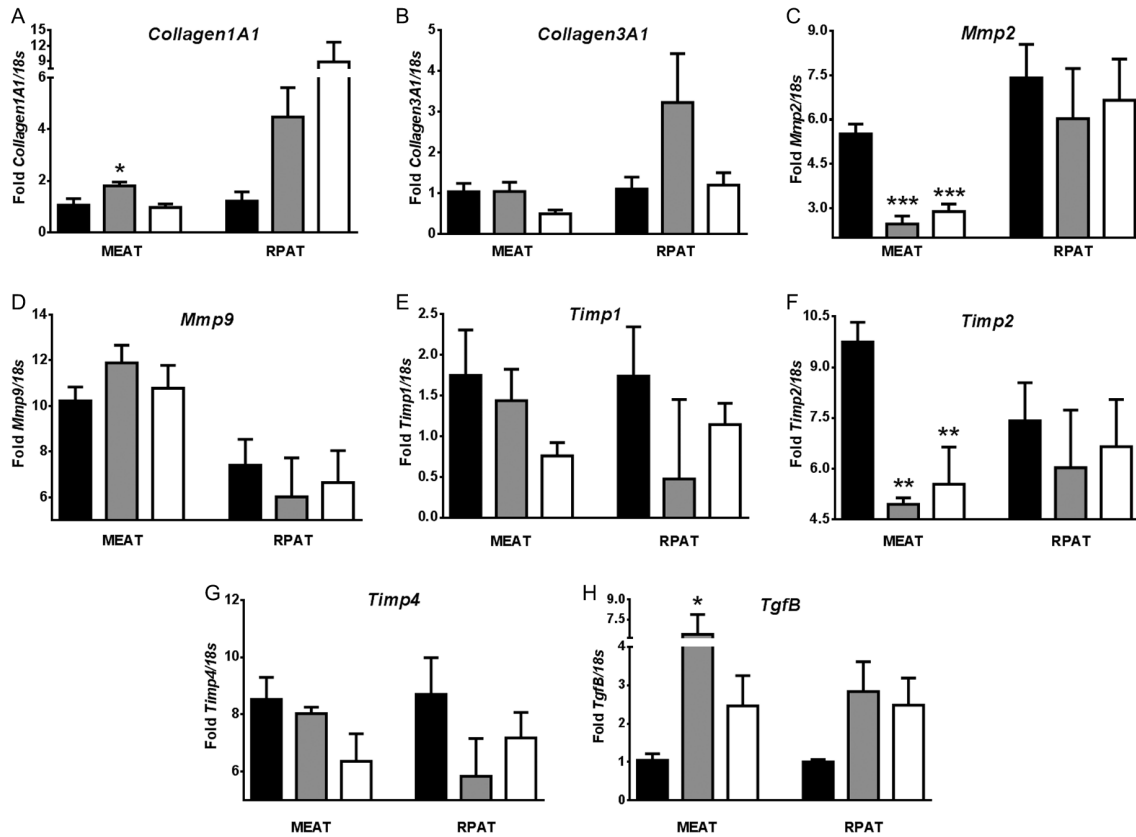 A
Collagen1A1
Fold Collagen1A1/18s
15
12
9
6
4
2
0
*
MEAT
RPAT
B
Collagen3A1
Fold Collagen3A1/18s
5
4
3
2
1
0
MEAT
RPAT
C
Mmp2
Fold Mmp2/18s
9.0
7.5
6.0
4.5
3.0
***
***
MEAT
RPAT
D
Mmp9
Fold Mmp9/18s
14
12
10
8
6
MEAT
RPAT
E
Timp1
Fold Timp1/18s
2.5
2.0
1.5
1.0
0.5
0.0
MEAT
RPAT
F
Timp2
Fold Timp2/18s
10.5
9.0
7.5
6.0
4.5
**
**
MEAT
RPAT
G
Timp4
Fold Timp4/18s
12
10
8
6
MEAT
RPAT
H
TgfB
Fold TgfB/18s
9.0
7.5
4
3
2
1
0
*
MEAT
RPAT